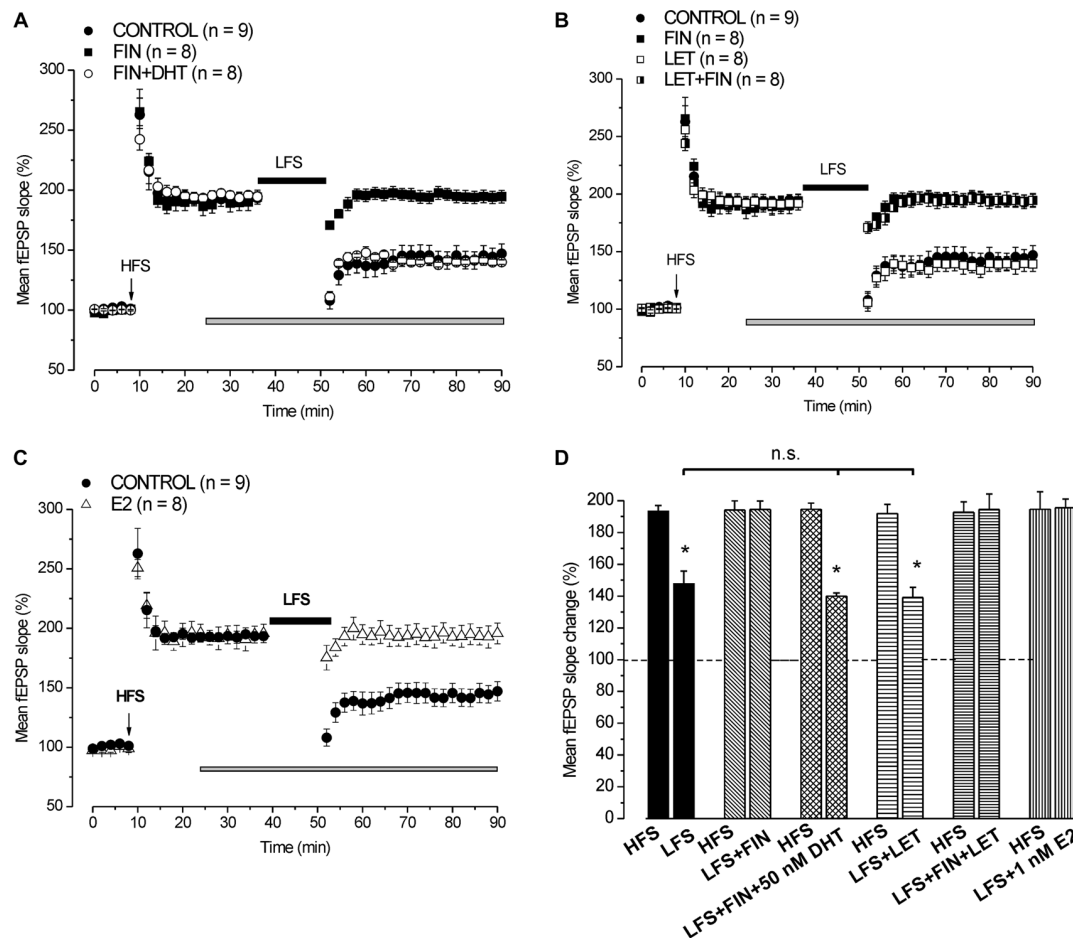 A
CONTROL (n = 9)
FIN (n = 8)
FIN+DHT (n = 8)
300
250
200
150
100
50
Mean fEPSP slope (%)
LFS
HFS
0 10 20 30 40 50 60 70 80 90
Time (min)
B
CONTROL (n = 9)
FIN (n = 8)
LET (n = 8)
LET+FIN (n = 8)
300
250
200
150
100
50
Mean fEPSP slope (%)
LFS
HFS
0 10 20 30 40 50 60 70 80 90
Time (min)
C
CONTROL (n = 9)
E2 (n = 8)
300
250
200
150
100
50
Mean fEPSP slope (%)
LFS
HFS
0 10 20 30 40 50 60 70 80 90
Time (min)
D
n.s.
200
180
160
140
120
100
80
60
40
20
0
Mean fEPSP slope change (%)
*
*
*
HFS
LFS
HFS
LFS+FIN
HFS
LFS+FIN+50 nM DHT
HFS
LFS+LET
HFS
LFS+FIN+LET
HFS
LFS+1 nM E2